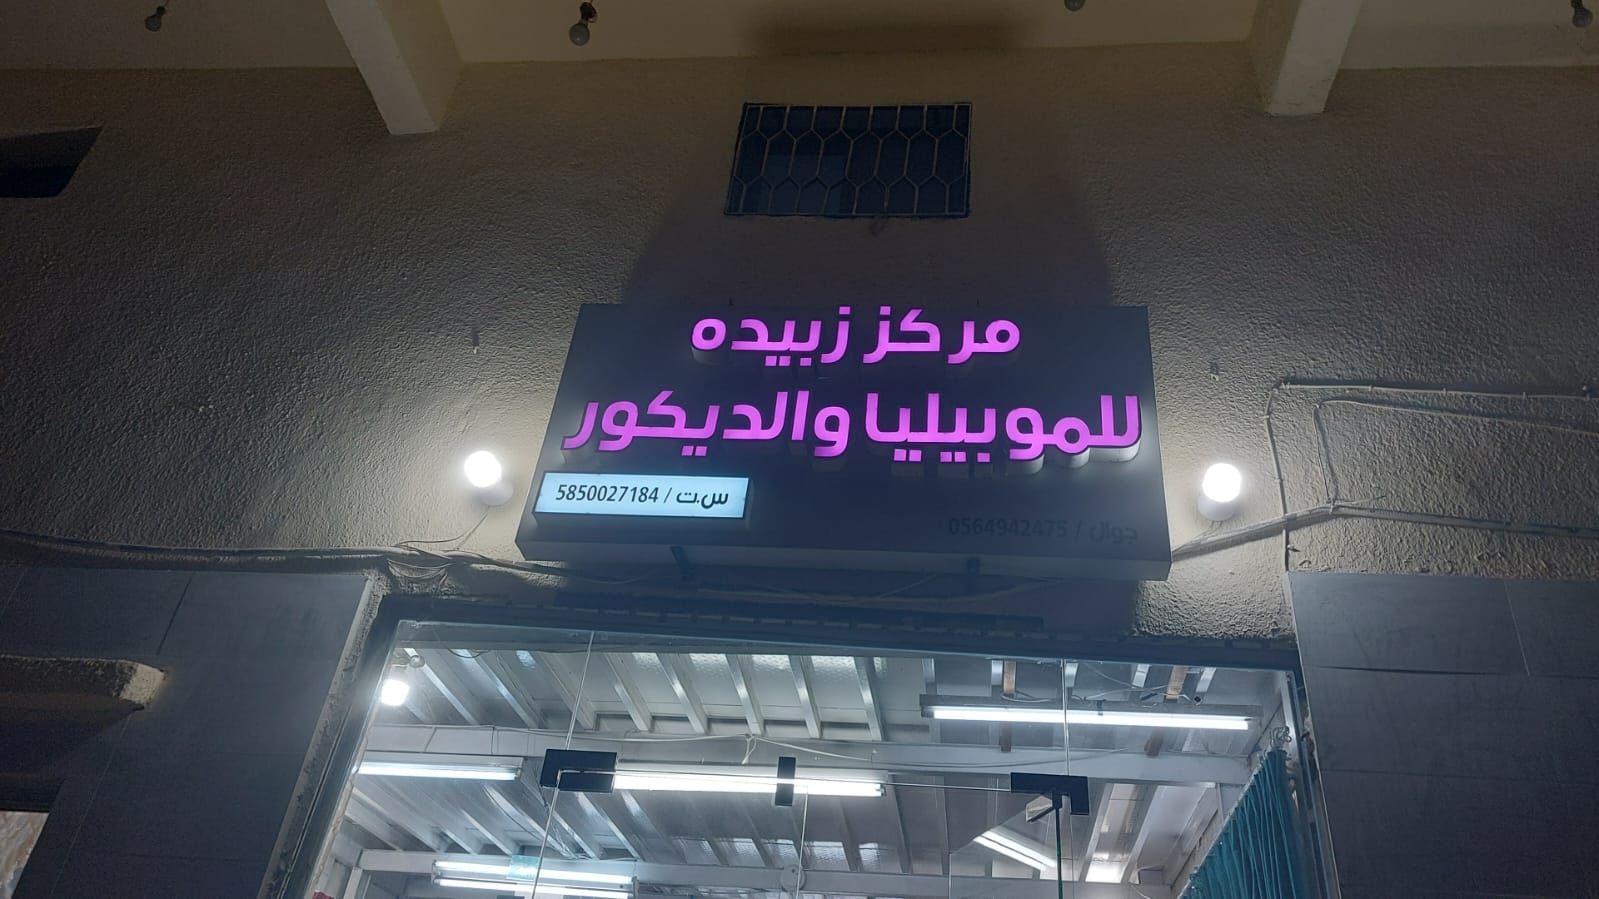 مركز زبيده
للموبيليا والديكور
س.ت / 5850027184
جوال / 0564942475